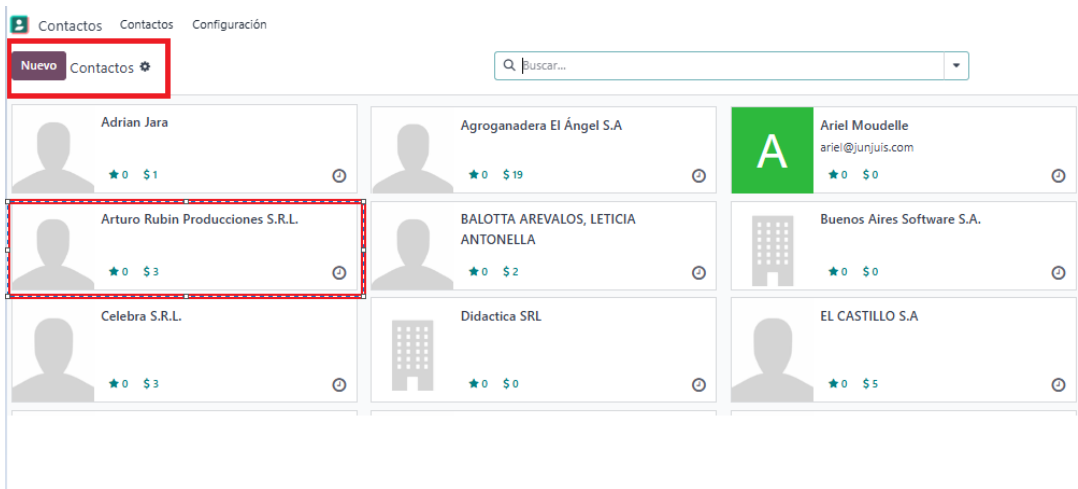 Contactos Contactos Configuración
Nuevo Contactos
Buscar...
Adrian Jara
0 $ 1
Agroganadera El Ángel S.A
0 $ 19
A
Ariel Moudelle
ariel@junjuis.com
0 $ 0
Arturo Rubin Producciones S.R.L.
0 $ 3
BALOTTA AREVALOS, LETICIA
ANTONELLA
0 $ 2
Buenos Aires Software S.A.
0 $ 0
Celebra S.R.L.
0 $ 3
Didactica SRL
0 $ 0
EL CASTILLO S.A
0 $ 5